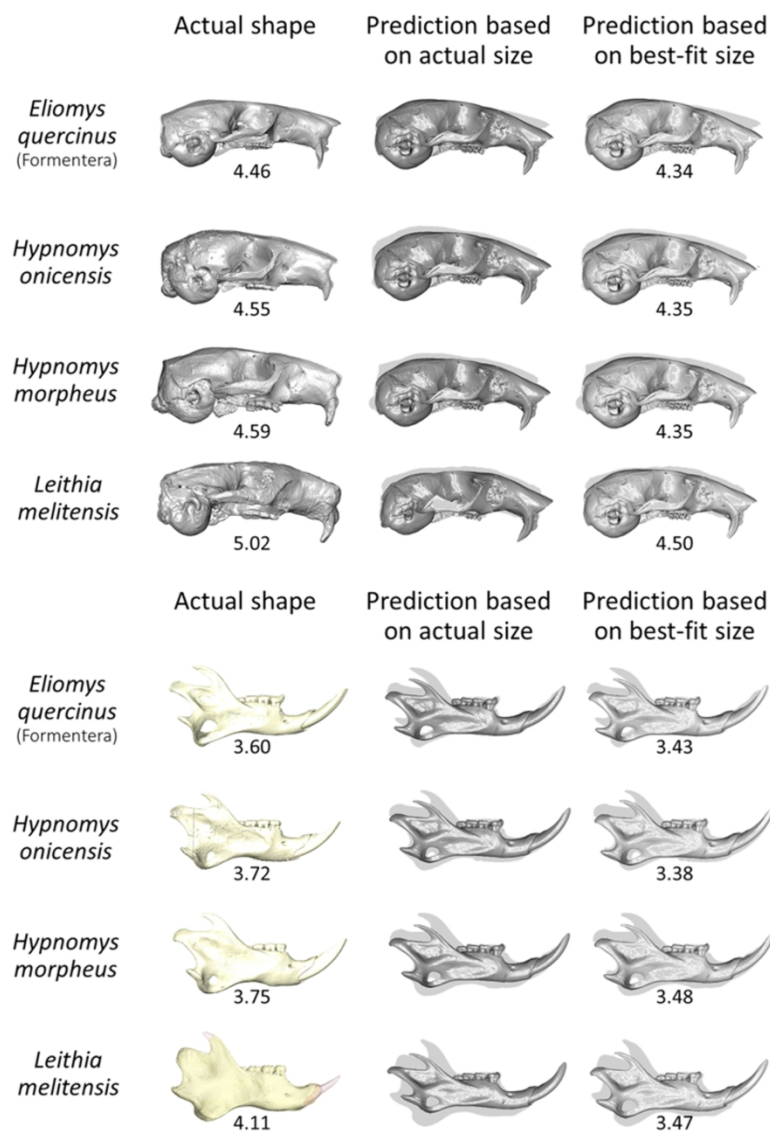 Actual shape Prediction based Prediction based
on actual size on best-fit size
Eliomys
quercinus
(Formentera)
4.46 4.34
Hypnomys
onicensis
4.55 4.35
Hypnomys
morpheus
4.59 4.35
Leithia
melitensis
5.02 4.50
Actual shape Prediction based Prediction based
on actual size on best-fit size
Eliomys
quercinus
(Formentera)
3.60 3.43
Hypnomys
onicensis
3.72 3.38
Hypnomys
morpheus
3.75 3.48
Leithia
melitensis
4.11 3.47